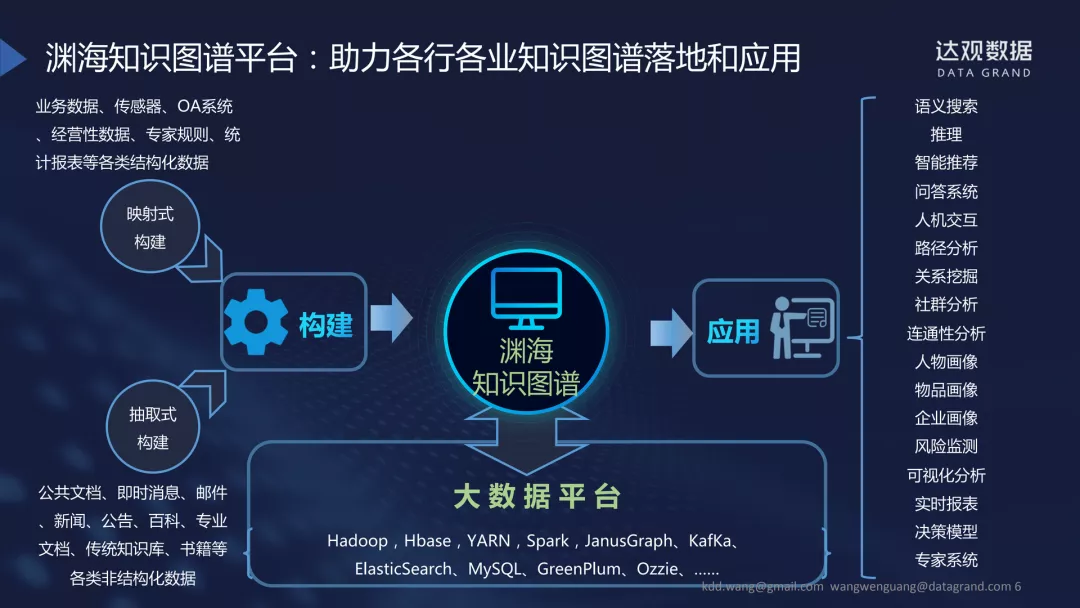 渊海知识图谱平台：助力各行各业知识图谱落地和应用
达观数据
DATA GRAND
业务数据、传感器、OA系统
、经营性数据、专家规则、统
计报表等各类结构化数据
映射式
构建
构建
抽取式
构建
公共文档、即时消息、邮件
、新闻、公告、百科、专业
文档、传统知识库、书籍等
各类非结构化数据
渊海
知识图谱
大数据平台
Hadoop，Hbase，YARN，Spark，JanusGraph、KafKa、
ElasticSearch、MySQL、GreenPlum、Ozzie、......
应用
语义搜索
推理
智能推荐
问答系统
人机交互
路径分析
关系挖掘
社群分析
连通性分析
人物画像
物品画像
企业画像
风险监测
可视化分析
实时报表
决策模型
专家系统
kdd.wang@gmail.com wangwenguang@datagrand.com 6